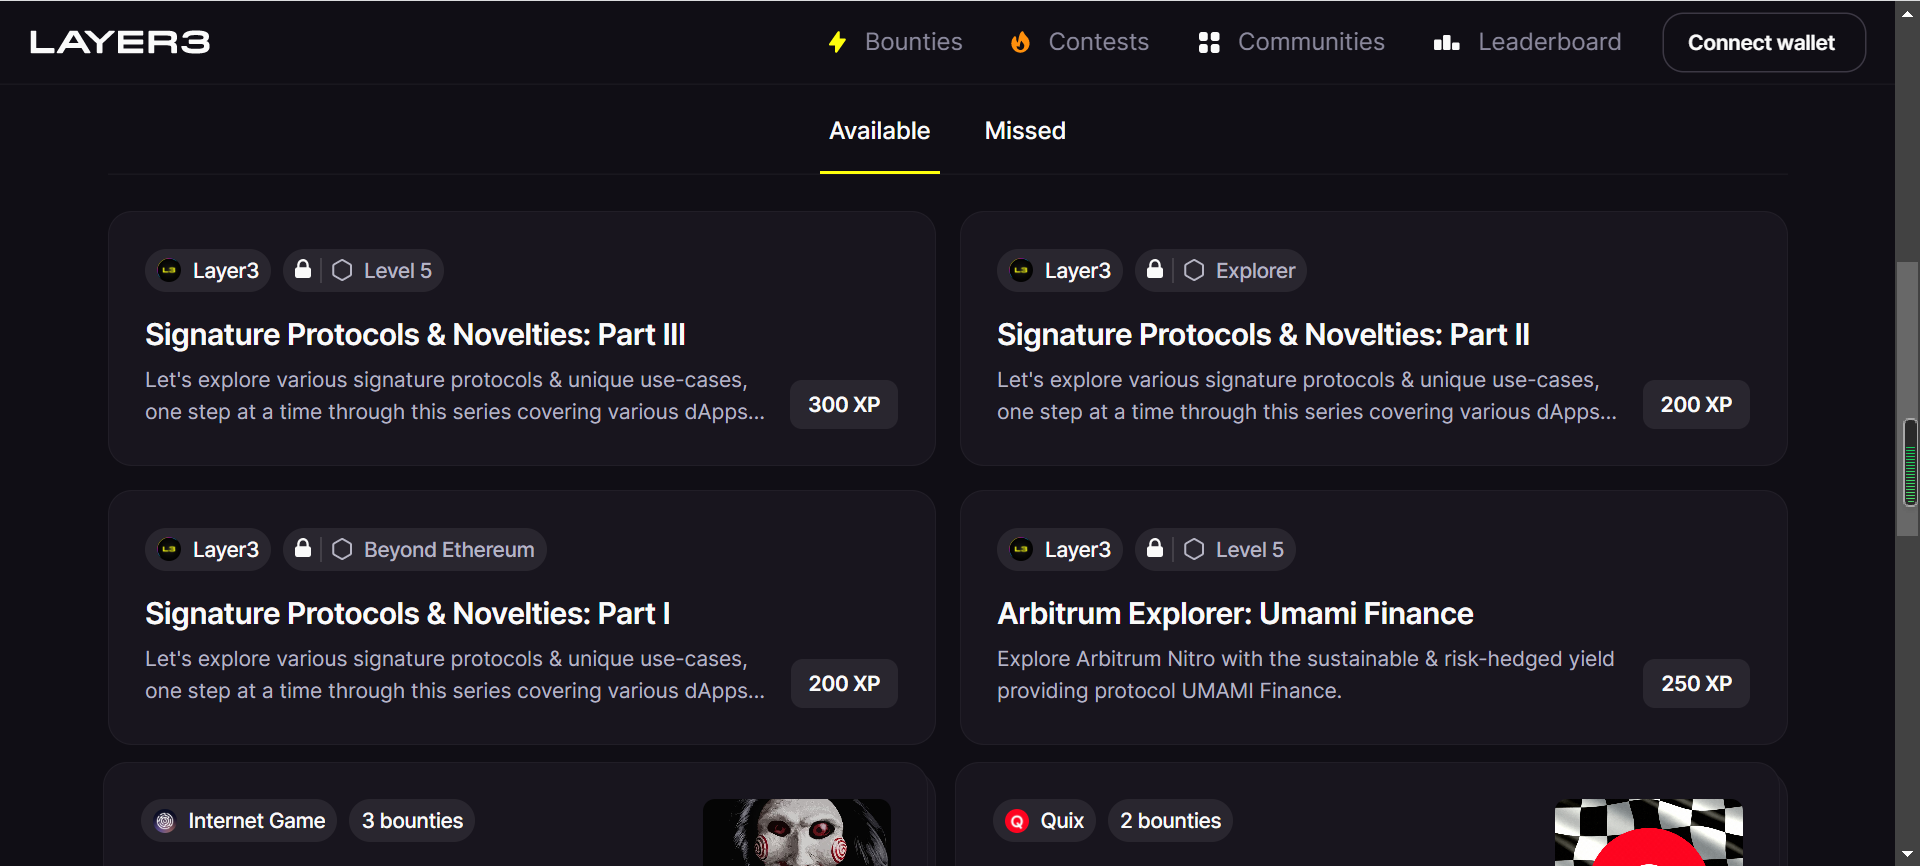 LAYER3
Bounties
Contests
Communities
Leaderboard
Connect wallet
Available
Missed
Layer3
Level 5
Signature Protocols & Novelties: Part III
Let's explore various signature protocols & unique use-cases,
one step at a time through this series covering various dApps...
300 XP
Layer3
Explorer
Signature Protocols & Novelties: Part II
Let's explore various signature protocols & unique use-cases,
one step at a time through this series covering various dApps...
200 XP
Layer3
Beyond Ethereum
Signature Protocols & Novelties: Part I
Let's explore various signature protocols & unique use-cases,
one step at a time through this series covering various dApps...
200 XP
Layer3
Level 5
Arbitrum Explorer: Umami Finance
Explore Arbitrum Nitro with the sustainable & risk-hedged yield
providing protocol UMAMI Finance.
250 XP
Internet Game
3 bounties
Quix
2 bounties